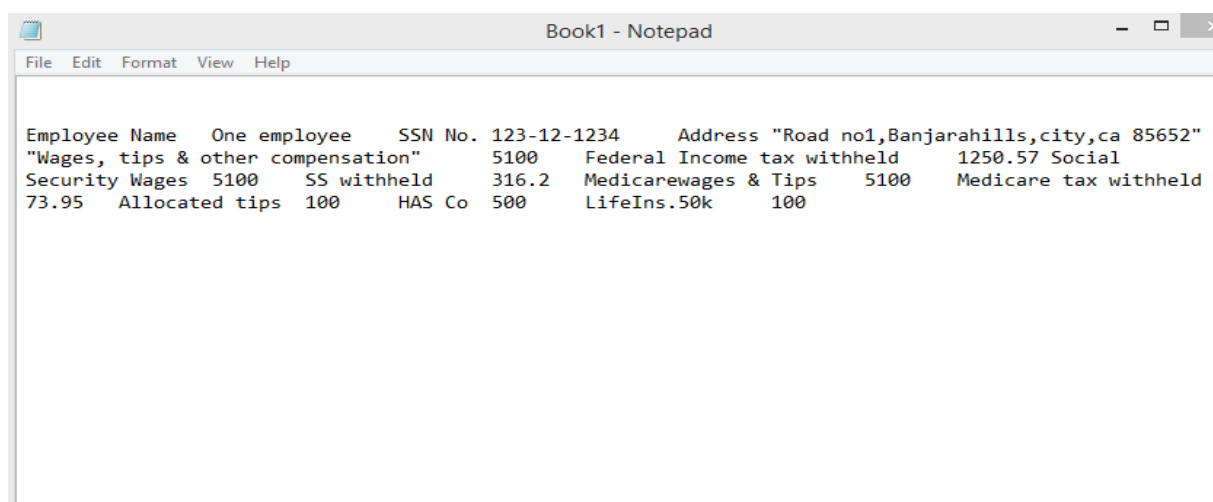 Book1 - Notepad
File Edit Format View Help
Employee Name One employee SSN No. 123-12-1234 Address "Road no1,Banjarahills,city,ca 85652"
"Wages, tips & other compensation" 5100 Federal Income tax withheld 1250.57 Social
Security Wages 5100 SS withheld 316.2 Medicarewages & Tips 5100 Medicare tax withheld
73.95 Allocated tips 100 HAS Co 500 LifeIns.50k 100